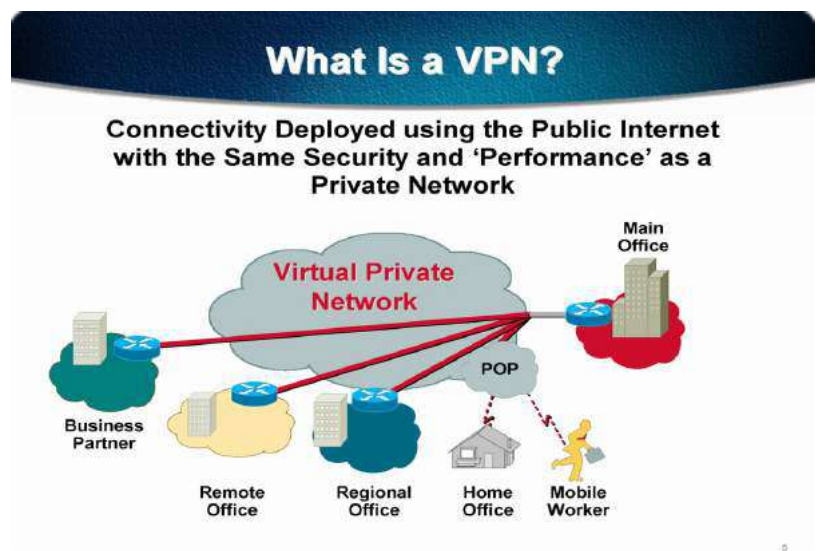 What Is a VPN?
Connectivity Deployed using the Public Internet
with the Same Security and ‘Performance’ as a
Private Network
Main
Office
Virtual Private
Network
POP
Business
Partner
Remote
Office
Regional
Office
Home
Office
Mobile
Worker
5